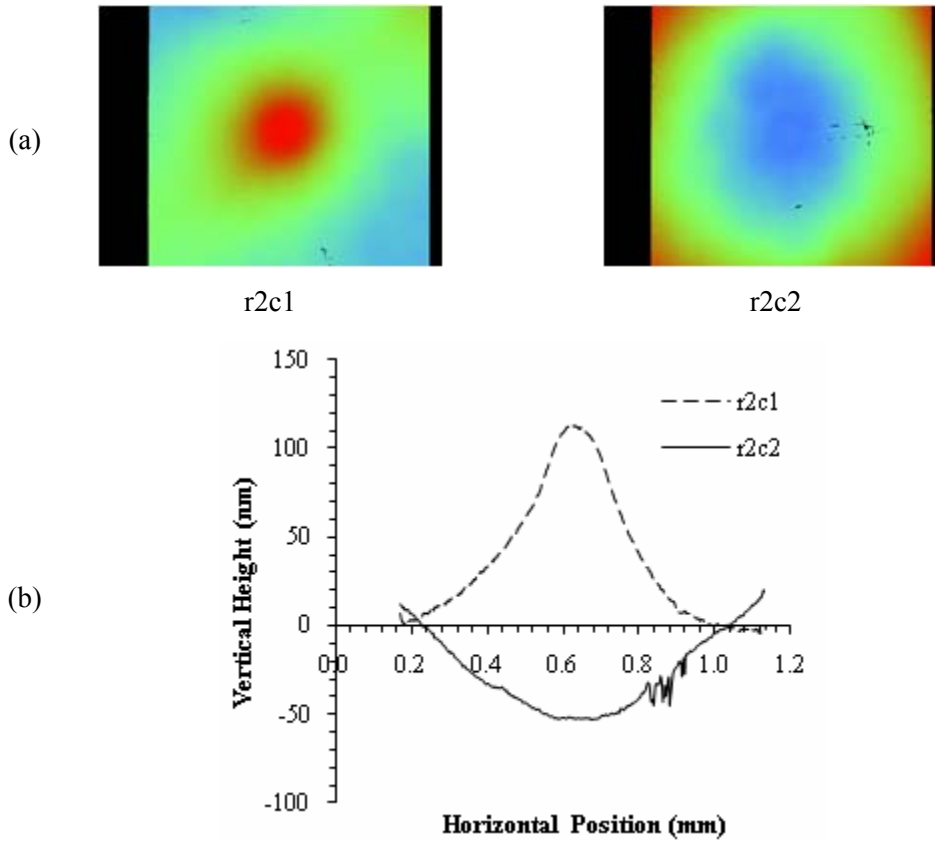 (a)
r2c1
r2c2
150
100
50
0
-50
-100
0.0
0.2
0.4
0.6
0.8
1.0
1.2
r2c1
r2c2
Vertical Height (nm)
Horizontal Position (mm)
(b)